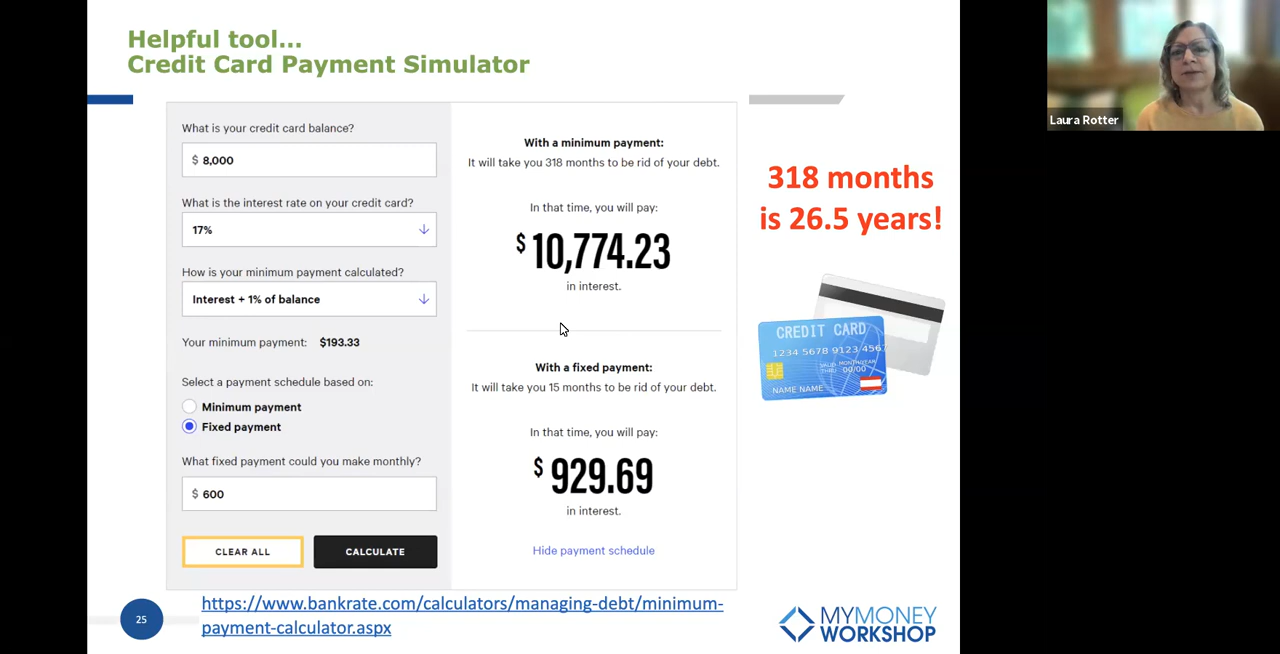 Helpful tool...
Credit Card Payment Simulator
What is your credit card balance?
$ 8,000
What is the interest rate on your credit card?
17%
How is your minimum payment calculated?
Interest + 1% of balance
Your minimum payment: $193.33
Select a payment schedule based on:
Minimum payment
Fixed payment
What fixed payment could you make monthly?
$ 600
CLEAR ALL
CALCULATE
With a minimum payment:
It will take you 318 months to be rid of your debt.
In that time, you will pay:
$10,774.23
in interest.
With a fixed payment:
It will take you 15 months to be rid of your debt.
In that time, you will pay:
$929.69
in interest.
Hide payment schedule
318 months
is 26.5 years!
CREDIT CARD
1234 5678 9123 4567
VALID MONTH/YEAR
THRU 00/00
NAME NAME
25
https://www.bankrate.com/calculators/managing-debt/minimum-
payment-calculator.aspx
MYMONEY
WORKSHOP
Laura Rotter